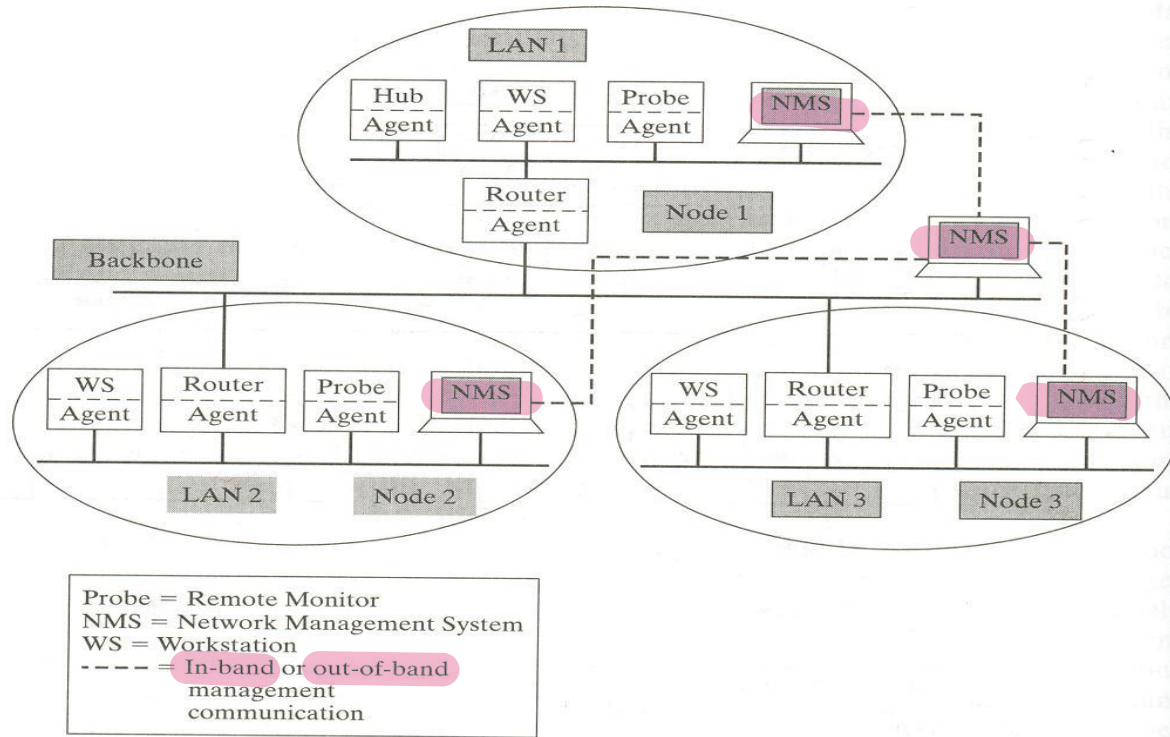 LAN 1
Hub
Agent
WS
Agent
Probe
Agent
NMS
Router
Agent
Node 1
NMS
Backbone
WS
Agent
Router
Agent
Probe
Agent
NMS
LAN 2
Node 2
WS
Agent
Router
Agent
Probe
Agent
NMS
LAN 3
Node 3
Probe = Remote Monitor
NMS = Network Management System
WS = Workstation
---- = In-band or out-of-band
management
communication